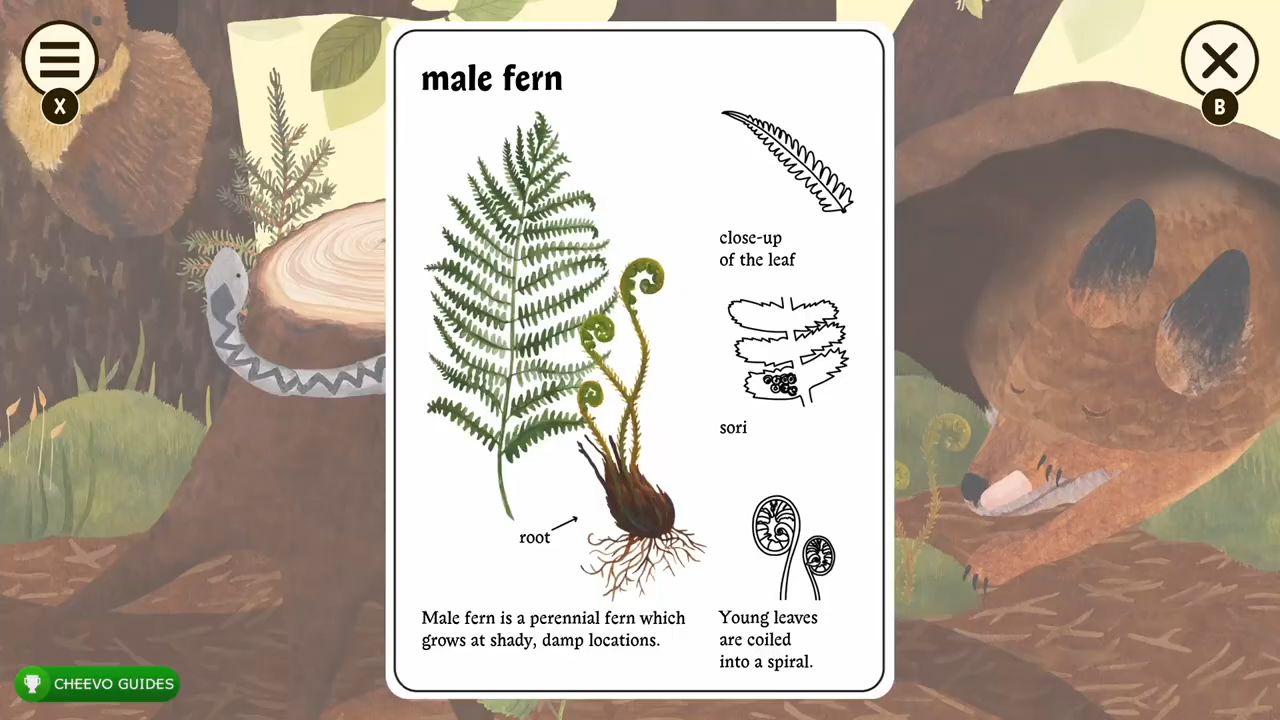 male fern
close-up
of the leaf
sori
root
Male fern is a perennial fern which
grows at shady, damp locations.
Young leaves
are coiled
into a spiral.
X
B
CHEEVO GUIDES